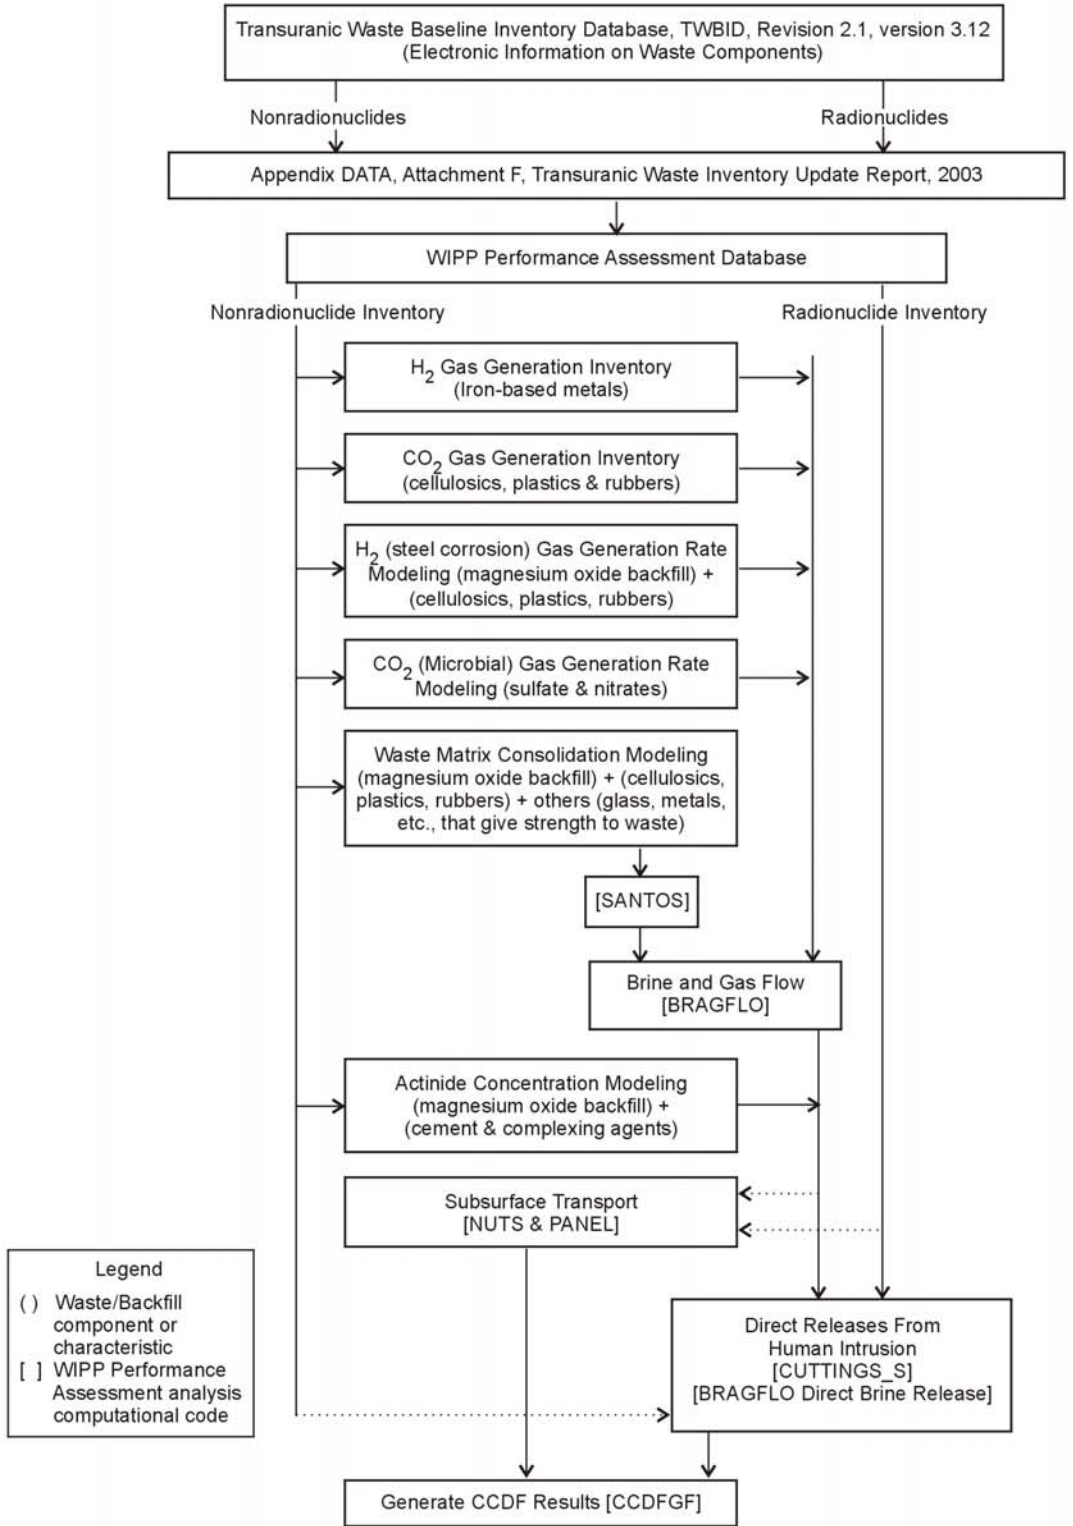 Transuranic Waste Baseline Inventory Database, TWBID, Revision 2.1, version 3.12
(Electronic Information on Waste Components)
Nonradionuclides
Radionuclides
Appendix DATA, Attachment F, Transuranic Waste Inventory Update Report, 2003
WIPP Performance Assessment Database
Nonradionuclide Inventory
Radionuclide Inventory
H2 Gas Generation Inventory
(Iron-based metals)
CO2 Gas Generation Inventory
(cellulosics, plastics & rubbers)
H2 (steel corrosion) Gas Generation Rate
Modeling (magnesium oxide backfill) +
(cellulosics, plastics, rubbers)
CO2 (Microbial) Gas Generation Rate
Modeling (sulfate & nitrates)
Waste Matrix Consolidation Modeling
(magnesium oxide backfill) + (cellulosics,
plastics, rubbers) + others (glass, metals,
etc., that give strength to waste)
[SANTOS]
Brine and Gas Flow
[BRAGFLO]
Actinide Concentration Modeling
(magnesium oxide backfill) +
(cement & complexing agents)
Subsurface Transport
[NUTS & PANEL]
Legend
( ) Waste/Backfill
component or
characteristic
[ ] WIPP Performance
Assessment analysis
computational code
Direct Releases From
Human Intrusion
[CUTTINGS_S]
[BRAGFLO Direct Brine Release]
Generate CCDF Results [CCDFGF]